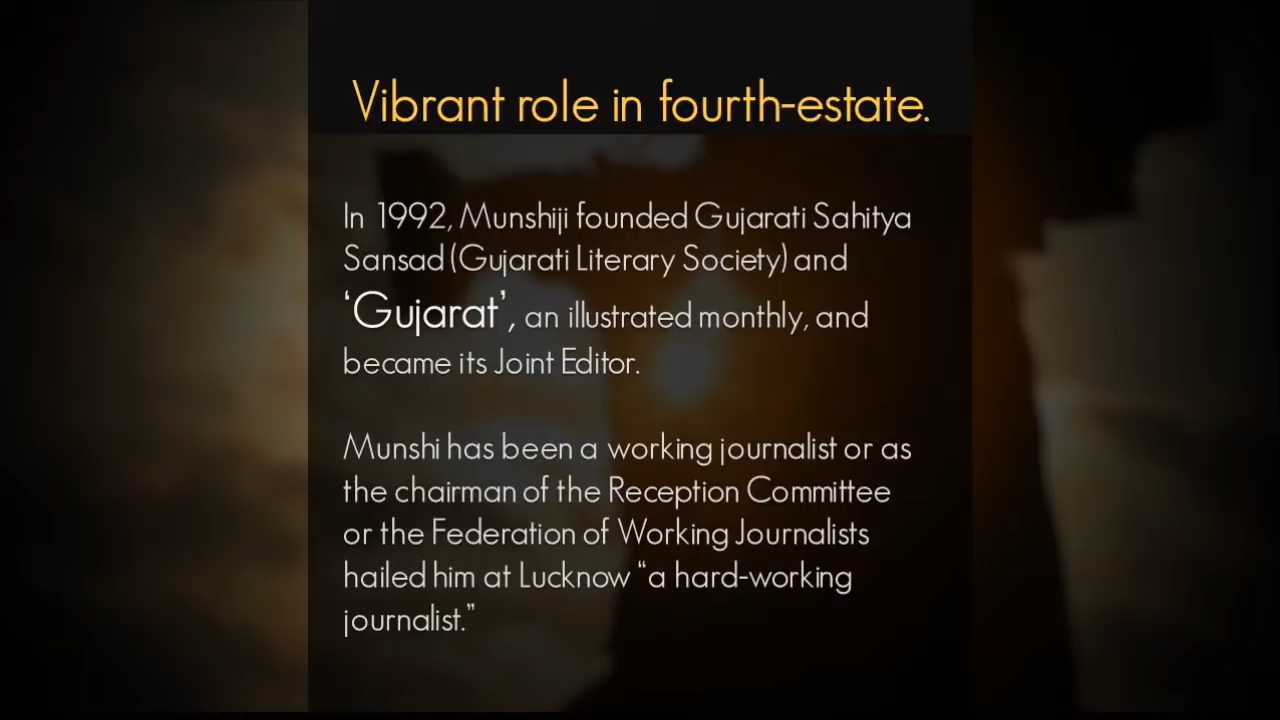 Vibrant role in fourth-estate.
In 1992, Munshiji founded Gujarati Sahitya
Sansad (Gujarati Literary Society) and
‘Gujarat’, an illustrated monthly, and
became its Joint Editor.
Munshi has been a working journalist or as
the chairman of the Reception Committee
or the Federation of Working Journalists
hailed him at Lucknow “a hard-working
journalist.”